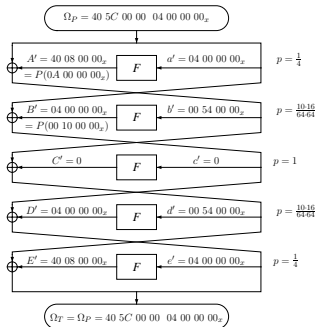 Ω_P = 40 5C 00 00 04 00 00 00_x
A' = 40 08 00 00_x F a' = 04 00 00 00_x p = 1/4
= P(0A 00 00 00_x)
B' = 04 00 00 00_x F b' = 00 54 00 00_x p = 10·16/64·64
= P(00 10 00 00_x)
C' = 0 F c' = 0 p = 1
D' = 04 00 00 00_x F d' = 00 54 00 00_x p = 10·16/64·64
E' = 40 08 00 00_x F e' = 04 00 00 00_x p = 1/4
Ω_T = Ω_P = 40 5C 00 00 04 00 00 00_x